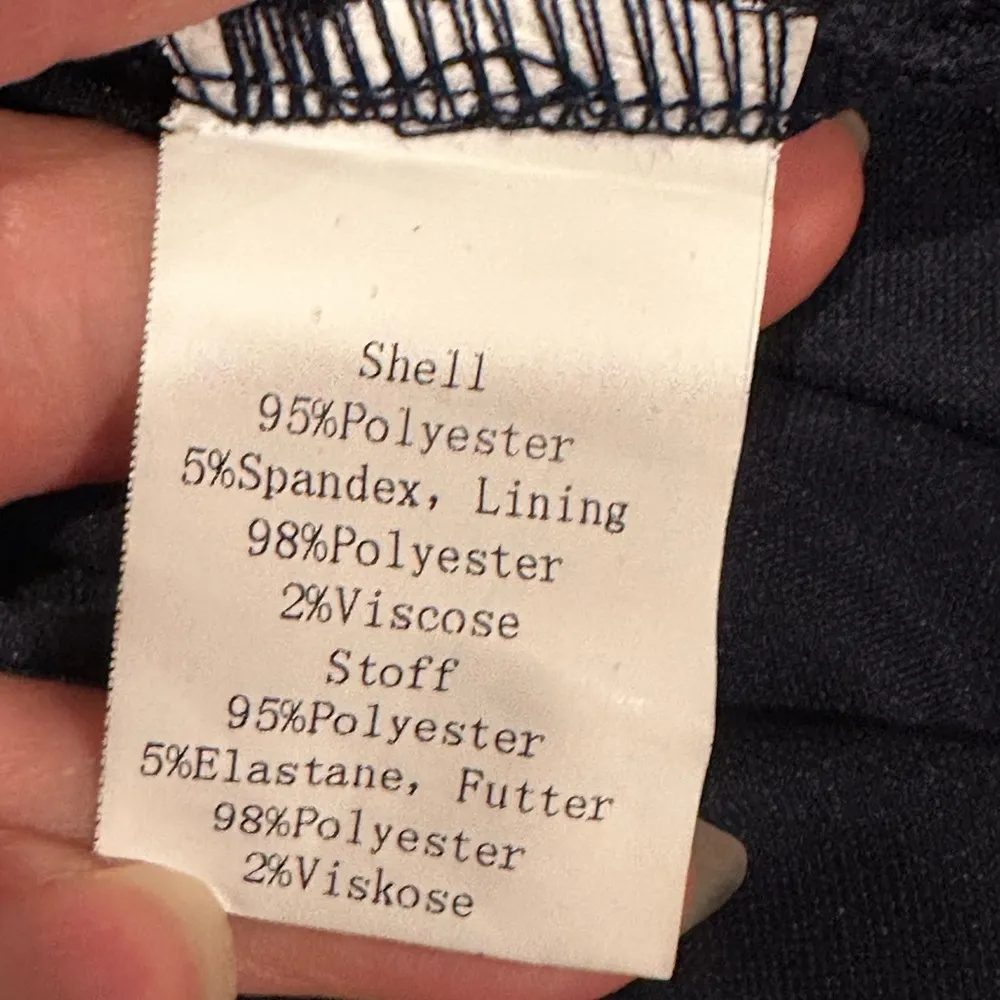 Shell
95%Polyester
5%Spandex, Lining
98%Polyester
2%Viscose
Stoff
95%Polyester
5%Elastane, Futter
98%Polyester
2%Viskose